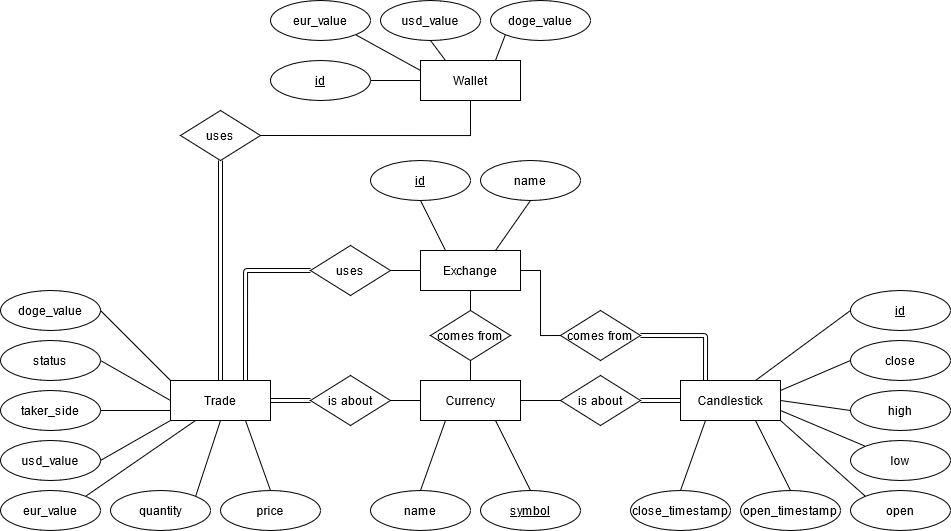 eur_value
usd_value
doge_value
id
Wallet
uses
id
name
uses
Exchange
doge_value
id
comes from
comes from
status
close
Trade
is about
Currency
is about
Candlestick
taker_side
high
usd_value
low
eur_value
quantity
price
name
symbol
close_timestamp
open_timestamp
open